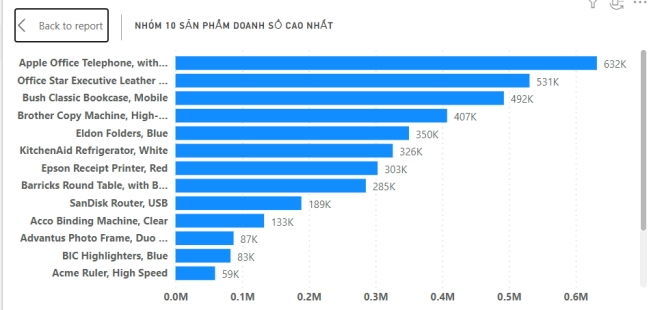 Back to report
NHÓM 10 SẢN PHẨM DOANH SỐ CAO NHẤT
Apple Office Telephone, with... 632K
Office Star Executive Leather ... 531K
Bush Classic Bookcase, Mobile 492K
Brother Copy Machine, High-... 407K
Eldon Folders, Blue 350K
KitchenAid Refrigerator, White 326K
Epson Receipt Printer, Red 303K
Barricks Round Table, with B... 285K
SanDisk Router, USB 189K
Acco Binding Machine, Clear 133K
Advantus Photo Frame, Duo ... 87K
BIC Highlighters, Blue 83K
Acme Ruler, High Speed 59K
0.0M 0.1M 0.2M 0.3M 0.4M 0.5M 0.6M